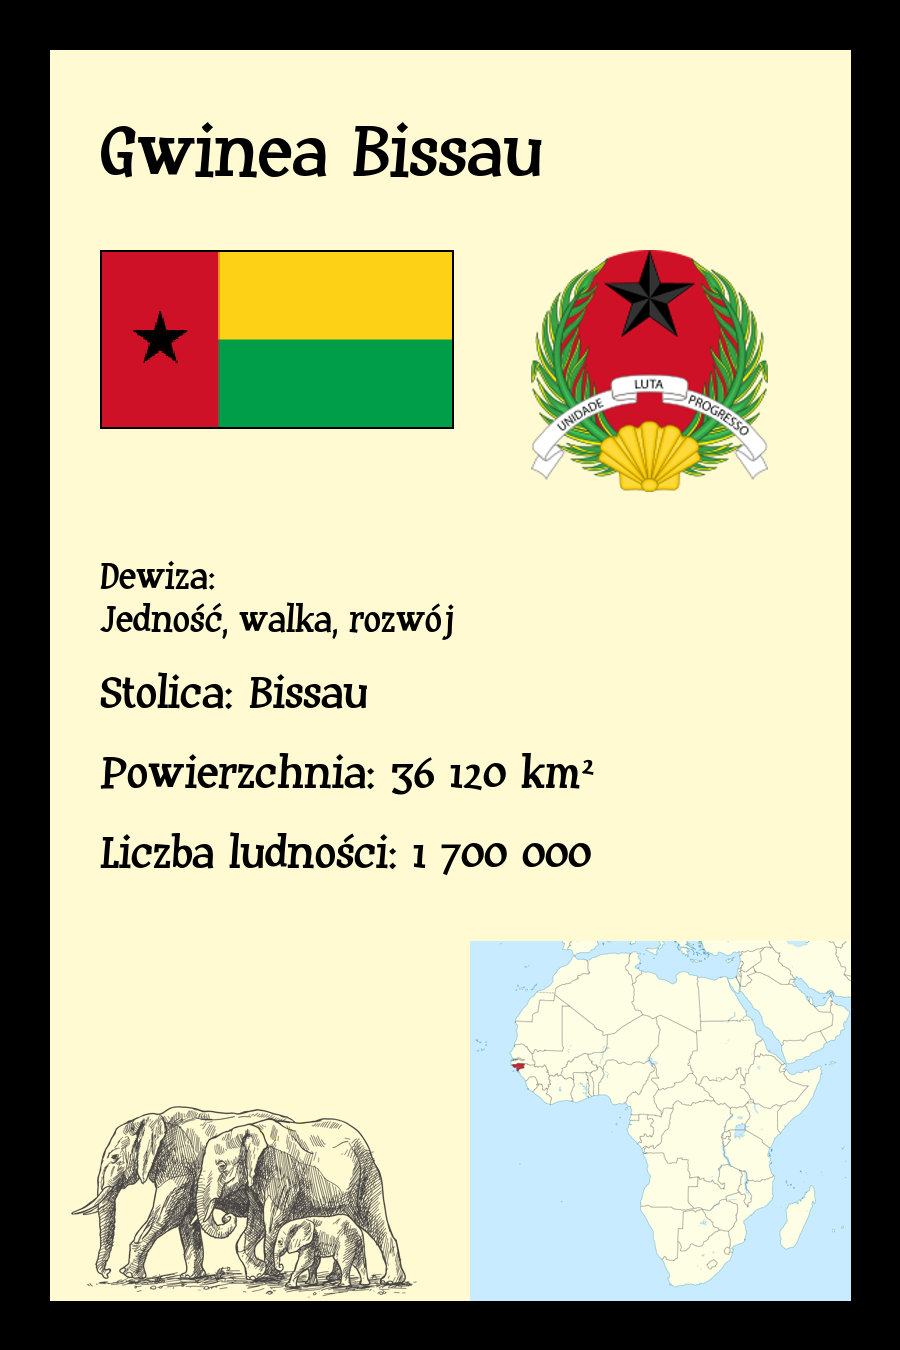 Gwinea Bissau
UNIDADE
LUTA
PROGRESSO
Dewiza:
Jedność, walka, rozwój
Stolica: Bissau
Powierzchnia: 36 120 km²
Liczba ludności: 1 700 000